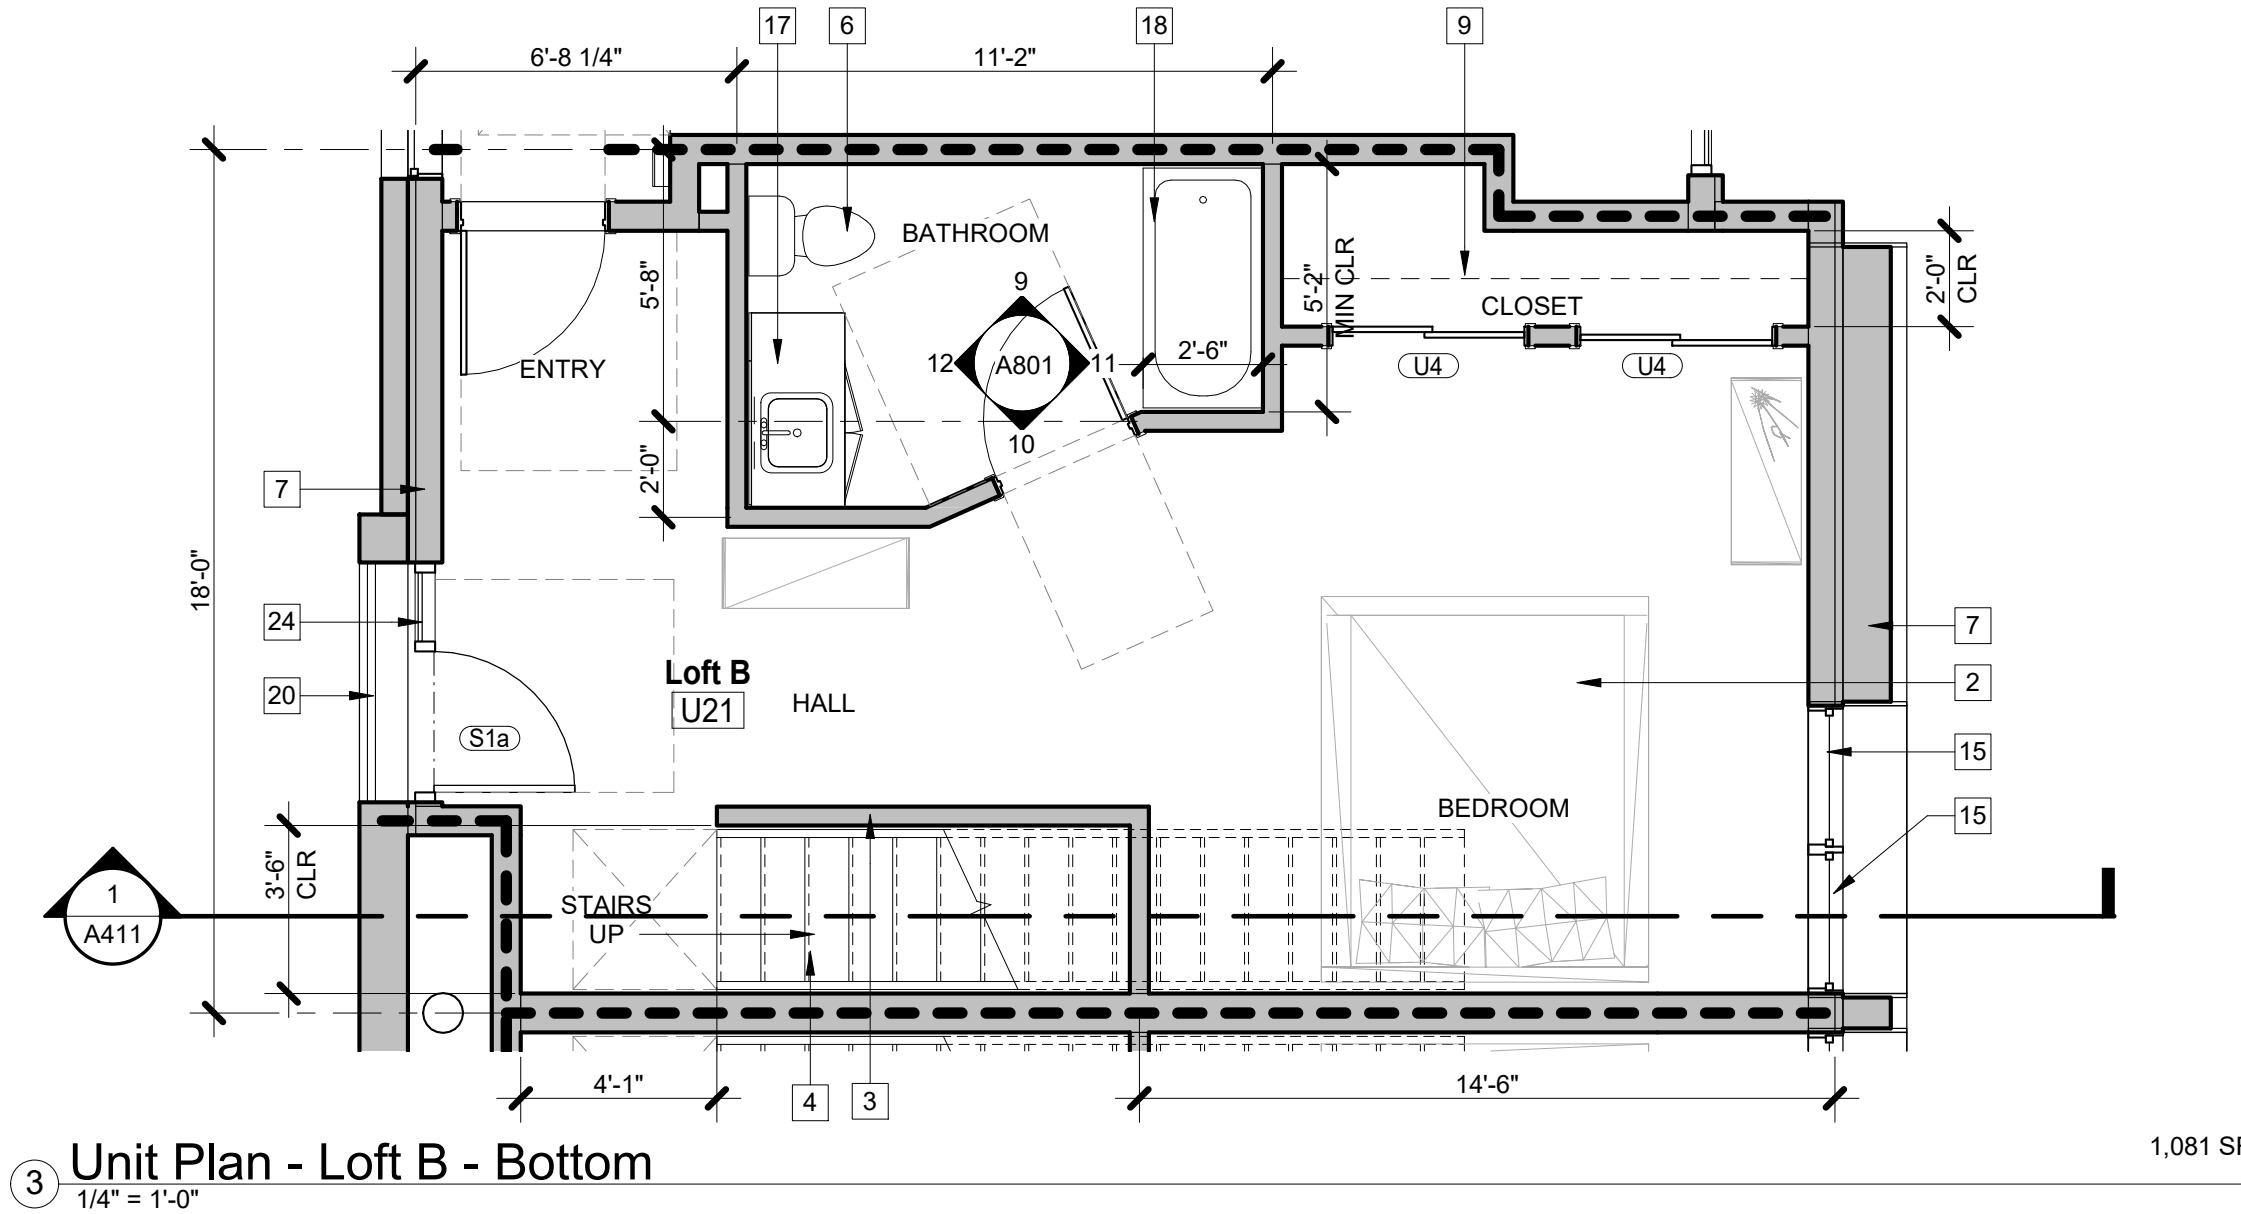 17
6
18
9
6'-8 1/4"
11'-2"
BATHROOM
5'-8"
5'-2"
MIN CLR
2'-0"
CLR
9
CLOSET
12
A801
11
2'-6"
10
ENTRY
U4
U4
2'-0"
7
18'-0"
24
7
20
Loft B
U21
HALL
2
S1a
15
BEDROOM
15
3'-6"
CLR
1
A411
STAIRS
UP
4'-1"
4
3
14'-6"
3
Unit Plan - Loft B - Bottom
1/4" = 1'-0"
1,081 S